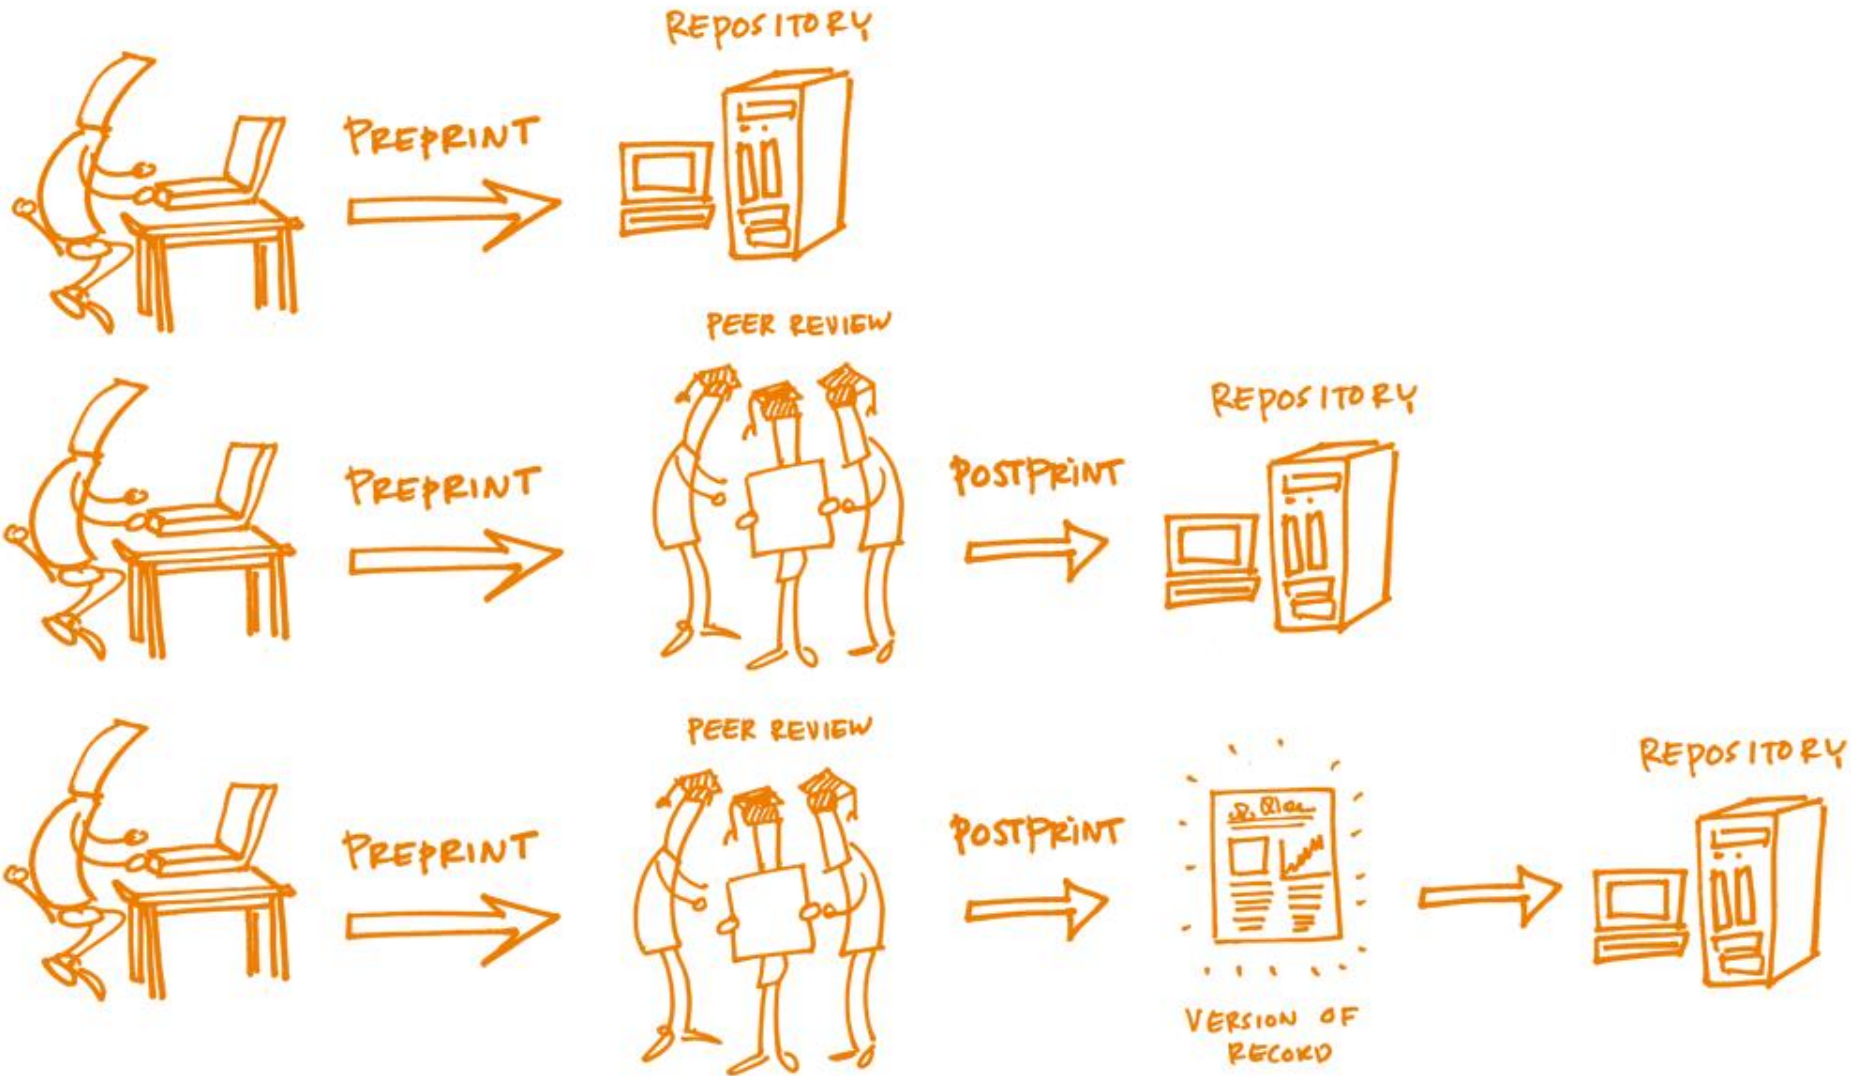 REPOSITORY
PREPRINT
PEER REVIEW
REPOSITORY
PREPRINT
POSTPRINT
PEER REVIEW
REPOSITORY
PREPRINT
POSTPRINT
VERSION OF
RECORD